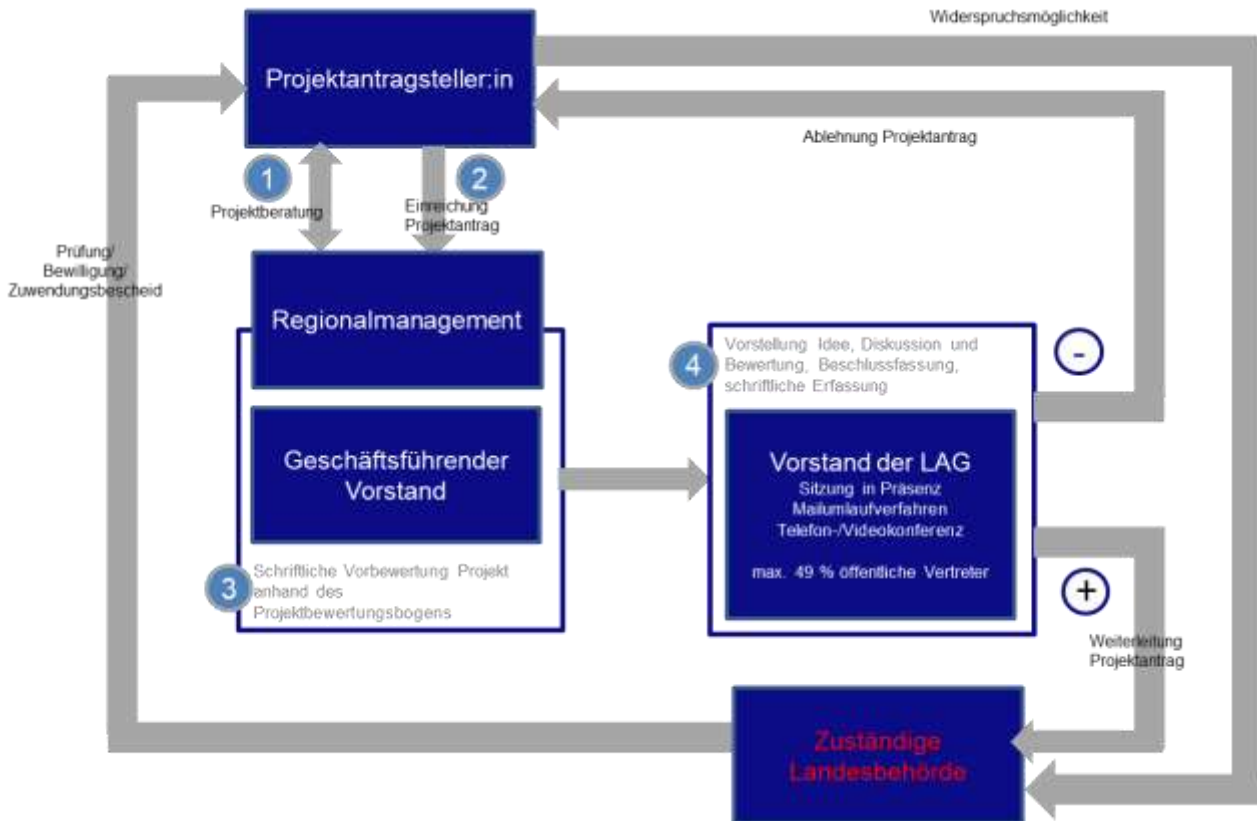 Widerspruchsmöglichkeit
Projektantragsteller:in
Ablehnung Projektantrag
1
2
Projektberatung
Einreichung
Projektantrag
Prüfung/
Bewilligung/
Zuwendungsbescheid
Regionalmanagement
4
Vorstellung Idee, Diskussion und
Bewertung, Beschlussfassung,
schriftliche Erfassung
-
Geschäftsführender
Vorstand
Vorstand der LAG
Sitzung in Präsenz
Mailumlaufverfahren
Telefon-/Videokonferenz
max. 49 % öffentliche Vertreter
3
Schriftliche Vorbewertung Projekt
anhand des
Projektbewertungsbogens
+
Weiterleitung
Projektantrag
Zuständige
Landesbehörde